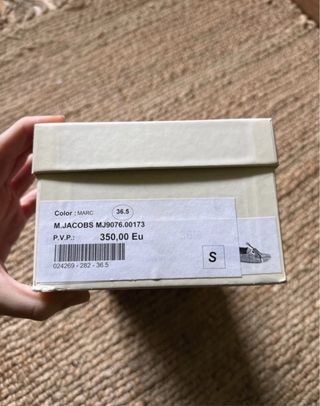 Color : MARC 36.5
M.JACOBS MJ9076.00173
P.V.P.: 350,00 Eu
S
024269 - 282 - 36.5